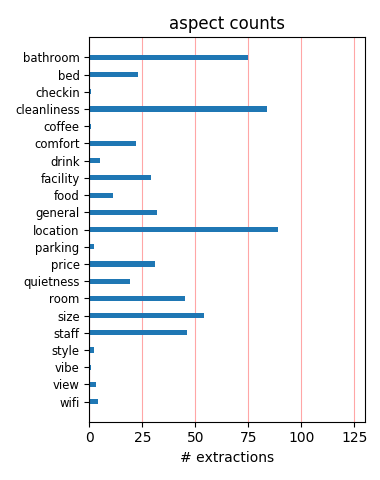 aspect counts
bathroom
bed
checkin
cleanliness
coffee
comfort
drink
facility
food
general
location
parking
price
quietness
room
size
staff
style
vibe
view
wifi
0 25 50 75 100 125
# extractions